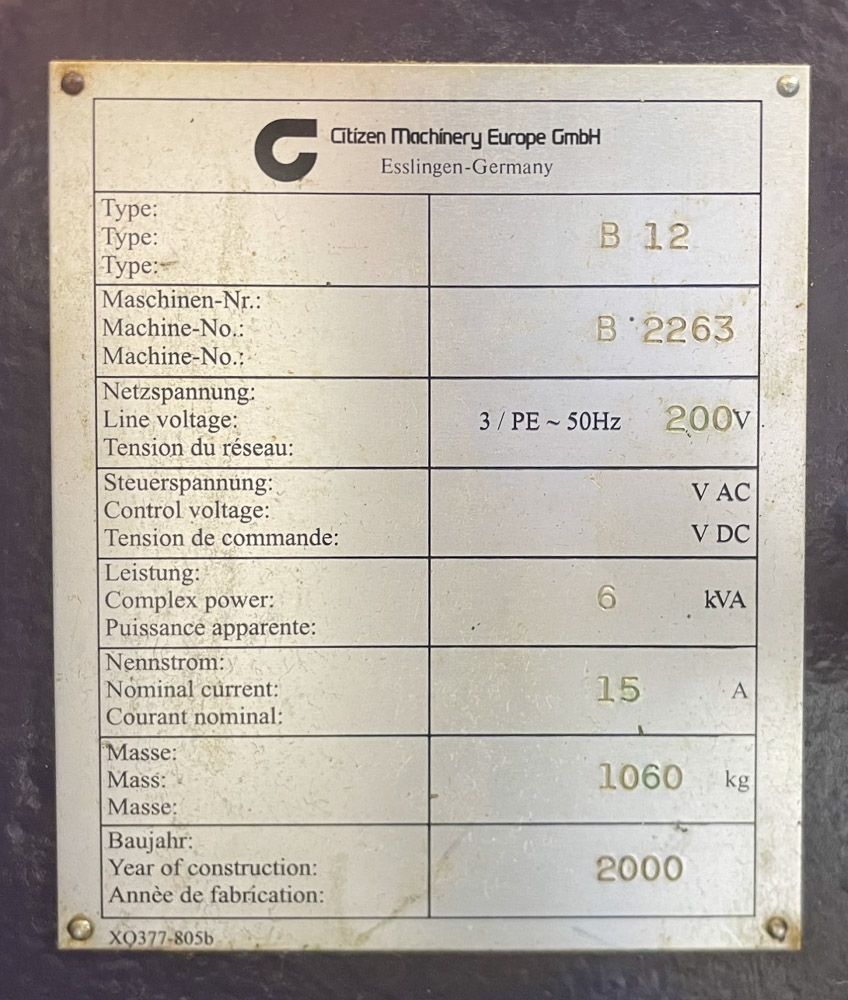 Citizen Machinery Europe GmbH
Esslingen-Germany
Type:
Type:
Type:
B 12
Maschinen-Nr.:
Machine-No.:
Machine-No.:
B 2263
Netzspannung:
Line voltage:
Tension du réseau:
3 / PE ~ 50Hz 200V
Steuerspannung:
Control voltage:
Tension de commande:
V AC
V DC
Leistung:
Complex power:
Puissance apparente:
6 kVA
Nennstrom:
Nominal current:
Courant nominal:
15 A
Masse:
Mass:
Masse:
1060 kg
Baujahr:
Year of construction:
Annèe de fabrication:
2000
XQ377-805b